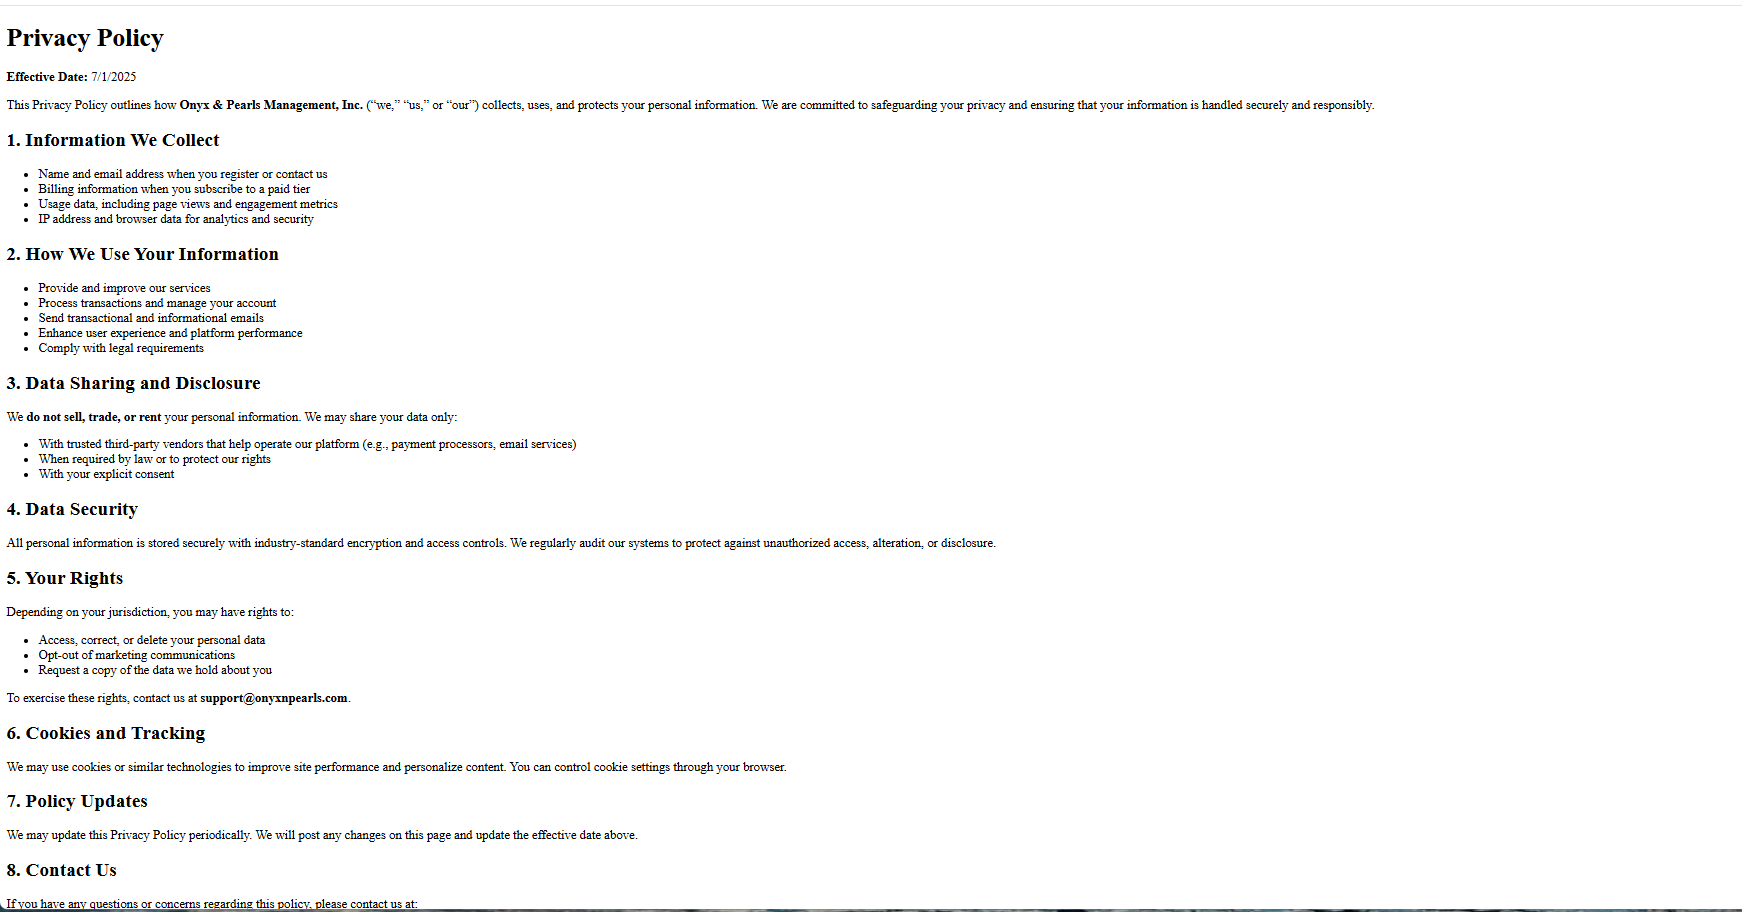 Privacy Policy
Effective Date: 7/1/2025
This Privacy Policy outlines how Onyx & Pearls Management, Inc. (“we,” “us,” or “our”) collects, uses, and protects your personal information. We are committed to safeguarding your privacy and ensuring that your information is handled securely and responsibly.
1. Information We Collect
• Name and email address when you register or contact us
• Billing information when you subscribe to a paid tier
• Usage data, including page views and engagement metrics
• IP address and browser data for analytics and security
2. How We Use Your Information
• Provide and improve our services
• Process transactions and manage your account
• Send transactional and informational emails
• Enhance user experience and platform performance
• Comply with legal requirements
3. Data Sharing and Disclosure
We do not sell, trade, or rent your personal information. We may share your data only:
• With trusted third-party vendors that help operate our platform (e.g., payment processors, email services)
• When required by law or to protect our rights
• With your explicit consent
4. Data Security
All personal information is stored securely with industry-standard encryption and access controls. We regularly audit our systems to protect against unauthorized access, alteration, or disclosure.
5. Your Rights
Depending on your jurisdiction, you may have rights to:
• Access, correct, or delete your personal data
• Opt-out of marketing communications
• Request a copy of the data we hold about you
To exercise these rights, contact us at support@onyxnpearls.com.
6. Cookies and Tracking
We may use cookies or similar technologies to improve site performance and personalize content. You can control cookie settings through your browser.
7. Policy Updates
We may update this Privacy Policy periodically. We will post any changes on this page and update the effective date above.
8. Contact Us
If you have any questions or concerns regarding this policy, please contact us at: